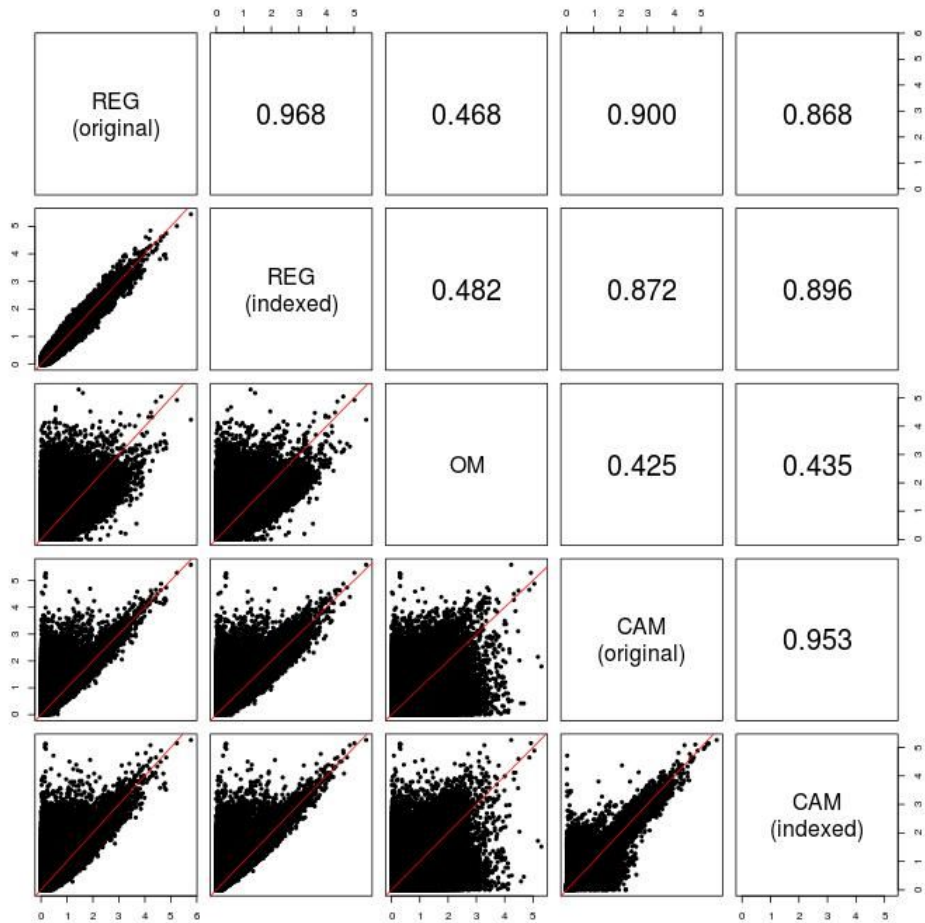 0 1 2 3 4 5 0 1 2 3 4 5
REG
(original)
0.968
0.468
0.900
0.868
0 1 2 3 4 5 6
0 1 2 3 4 5
REG
(indexed)
0.482
0.872
0.896
OM
0.425
0.435
0 1 2 3 4 5
0 1 2 3 4 5
CAM
(original)
0.953
CAM
(indexed)
0 1 2 3 4 5
0 1 2 3 4 5 6 0 1 2 3 4 5 0 1 2 3 4 5